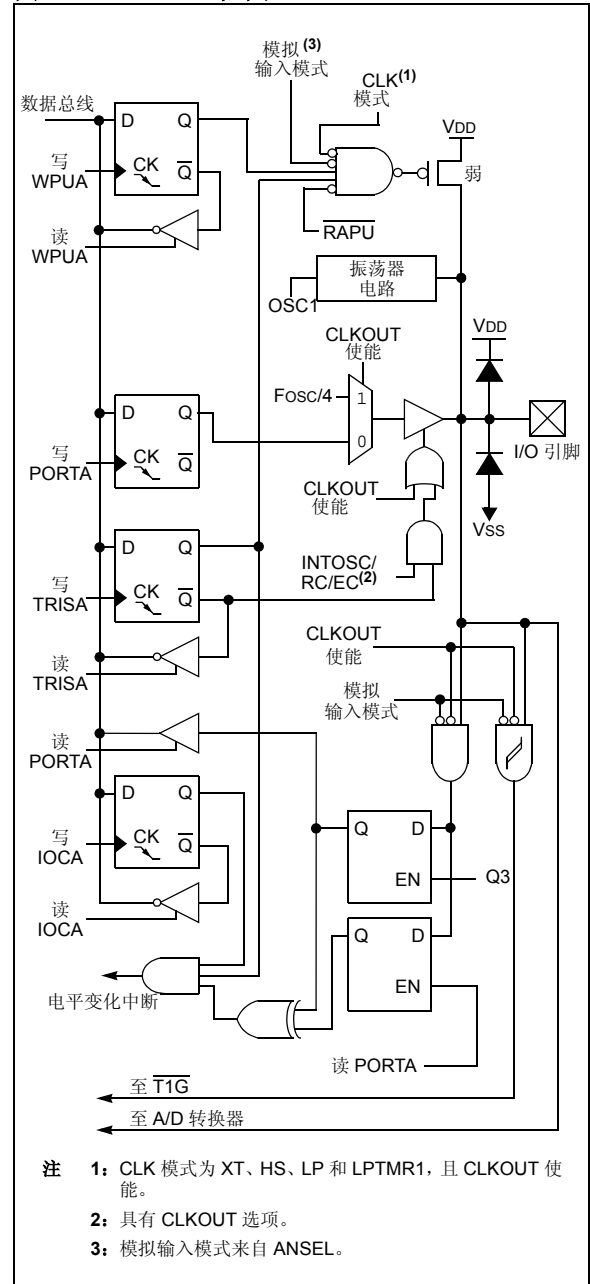 模拟(3)
输入模式
CLK(1)
模式
数据总线
VDD
D Q
写
WPUA
CK Q
弱
RAPU
读
WPUA
振荡器
电路
OSC1
VDD
CLKOUT
使能
FOSC/4
1
D Q
0
I/O 引脚
写
PORTA
CK Q
CLKOUT
使能
VSS
D Q
INTOSC/
RC/EC(2)
写
TRISA
CK Q
CLKOUT
使能
读
TRISA
模拟
输入模式
读
PORTA
D Q
Q D
写
IOCA
CK Q
EN
Q3
读
IOCA
Q D
EN
电平变化中断
读 PORTA
至 T1G
至 A/D 转换器
注 1: CLK 模式为 XT、HS、LP 和 LPTMR1,且 CLKOUT 使
能。
2: 具有 CLKOUT 选项。
3: 模拟输入模式来自 ANSEL。